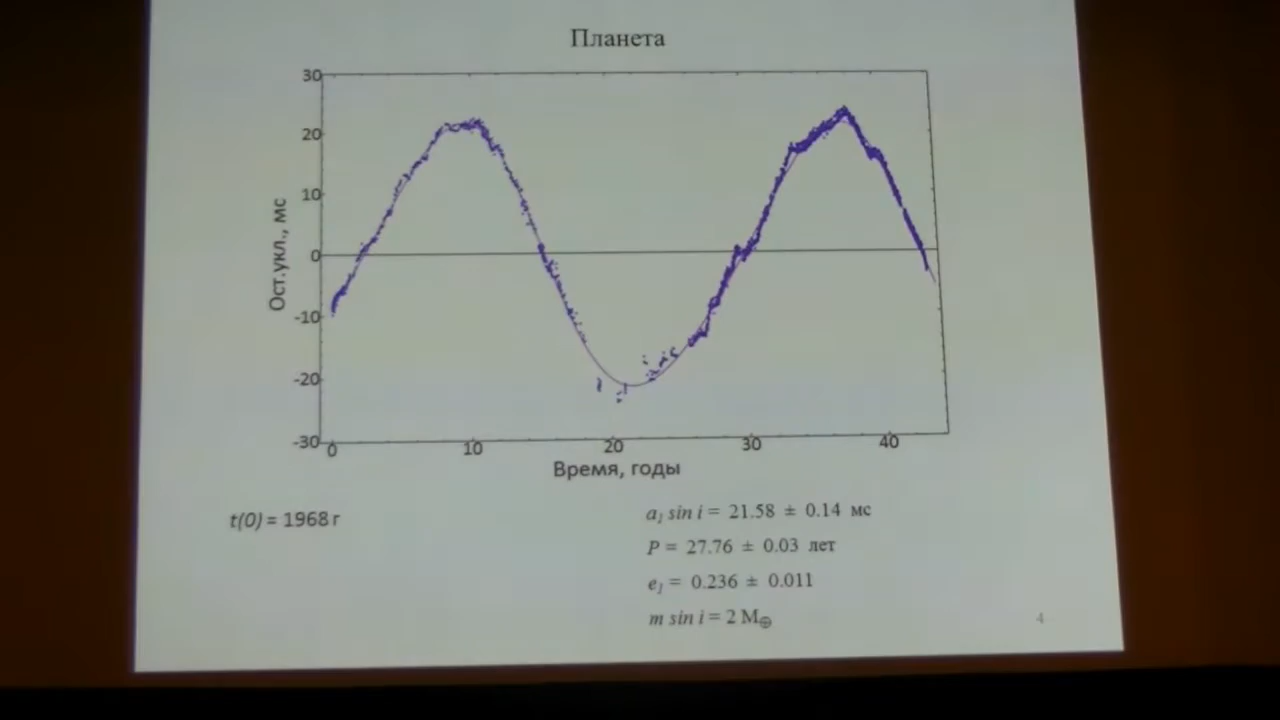 Планета
30
20
10
0
-10
-20
-30
Ост.укл., мс
0 10 20 30 40
Время, годы
t(0) = 1968 г
a₁ sin i = 21.58 ± 0.14 мс
P = 27.76 ± 0.03 лет
e₁ = 0.236 ± 0.011
m sin i = 2 M⊕
4